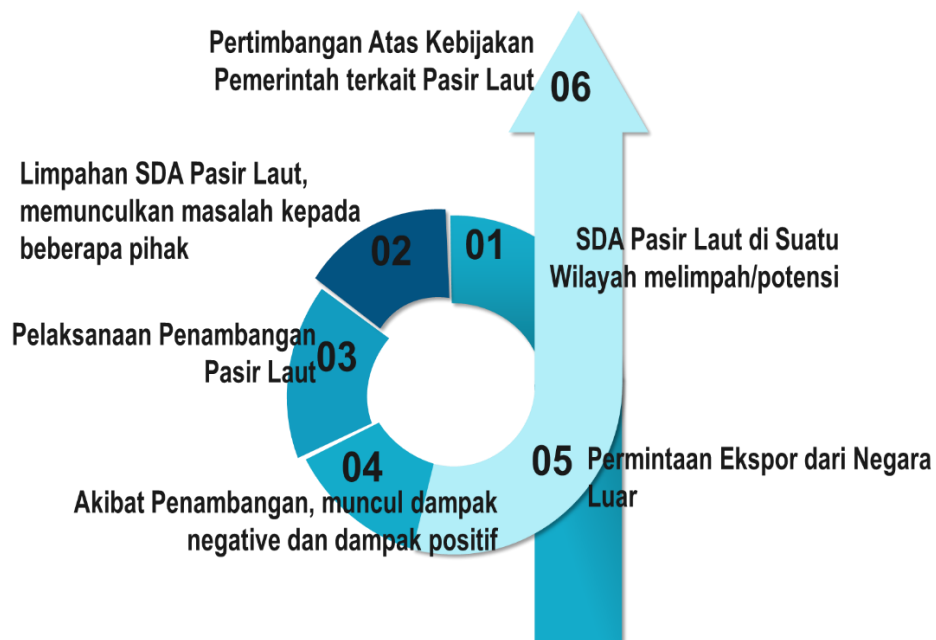 Pertimbangan Atas Kebijakan
Pemerintah terkait Pasir Laut
06
Limpahan SDA Pasir Laut,
memunculkan masalah kepada
beberapa pihak
02
01
SDA Pasir Laut di Suatu
Wilayah melimpah/potensi
Pelaksanaan Penambangan
Pasir Laut
03
04
Akibat Penambangan, muncul dampak
negative dan dampak positif
05
Permintaan Ekspor dari Negara
Luar